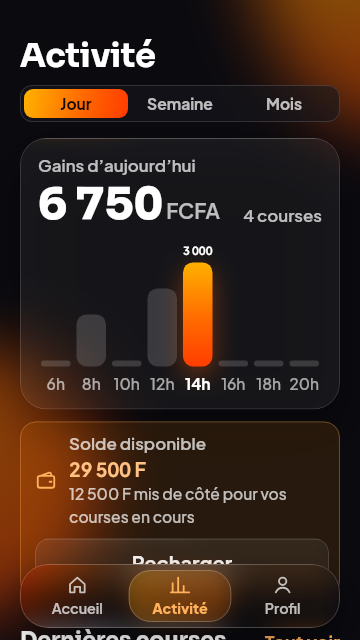 Activité
Jour Semaine Mois
Gains d’aujourd’hui
6 750 FCFA 4 courses
3 000
6h 8h 10h 12h 14h 16h 18h 20h
Solde disponible
29 500 F
12 500 F mis de côté pour vos
courses en cours
Recharger
Accueil Activité Profil
Dernières courses Tout voir